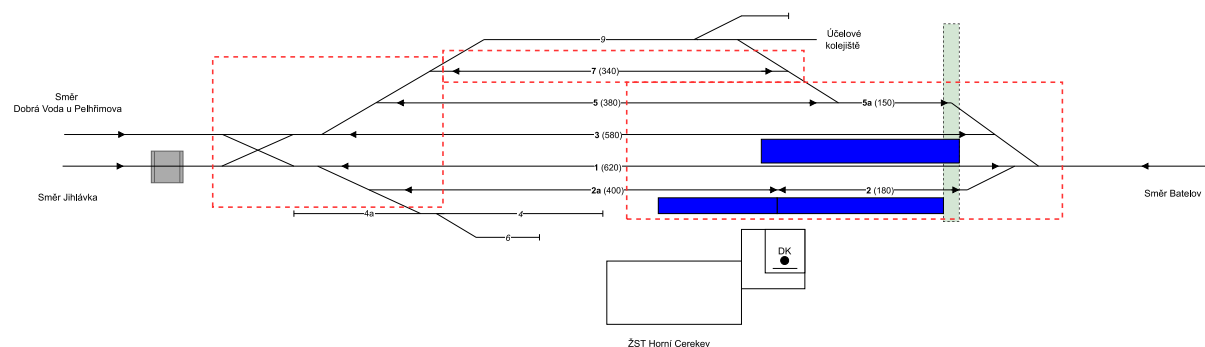 9
Účelové
kolejiště
7 (340)
Směr
Dobrá Voda u Pelhřimova
5 (380)
5a (150)
3 (580)
1 (620)
Směr Jihlávka
2a (400)
2 (180)
Směr Batelov
4a
4
6
DK
ŽST Horní Cerekev